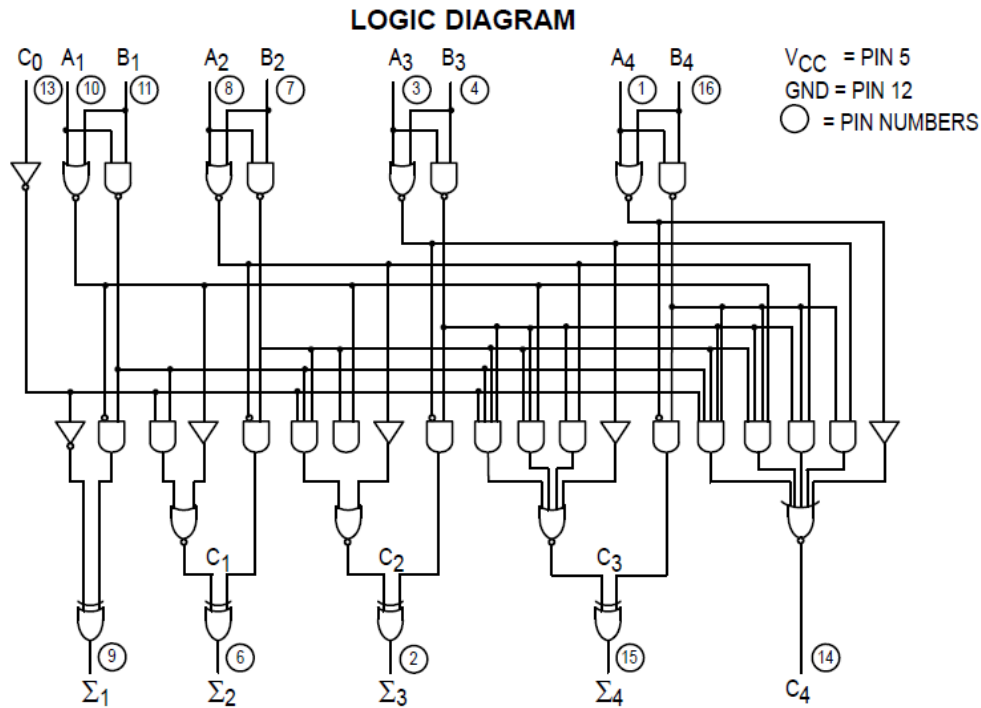 LOGIC DIAGRAM
C0 A1 B1 A2 B2 A3 B3 A4 B4
13 10 11 8 7 3 4 1 16
VCC = PIN 5
GND = PIN 12
= PIN NUMBERS
C1 C2 C3
9 6 2 15 14
Σ1 Σ2 Σ3 Σ4 C4